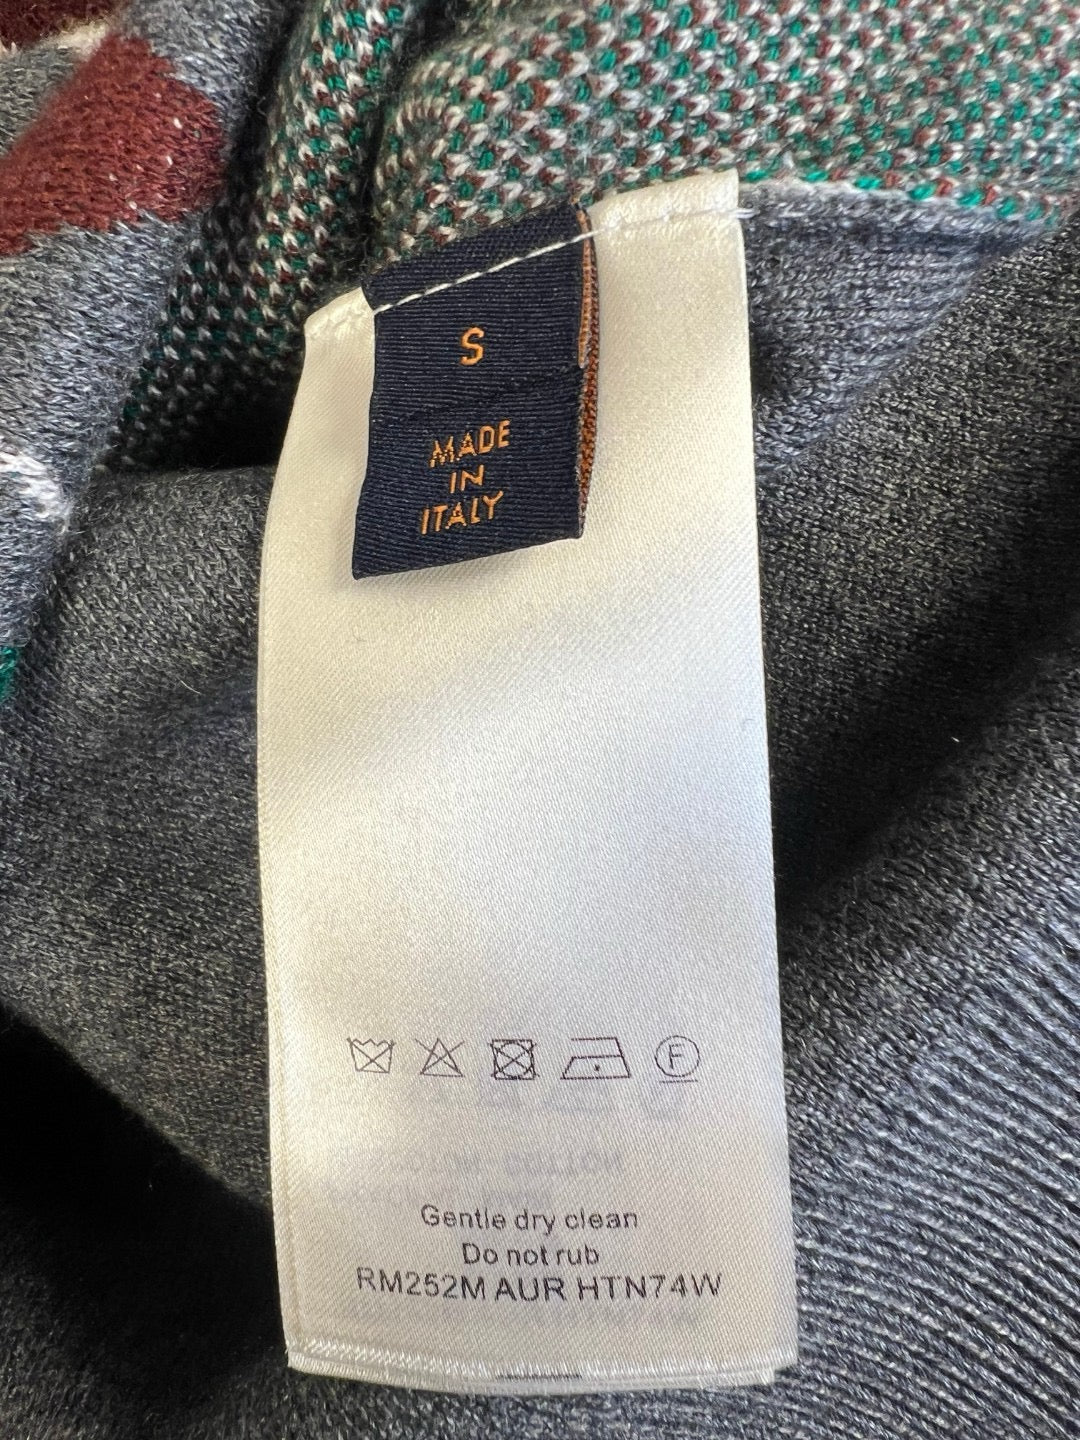 S
MADE
IN
ITALY
F
Gentle dry clean
Do not rub
RM252M AUR HTN74W